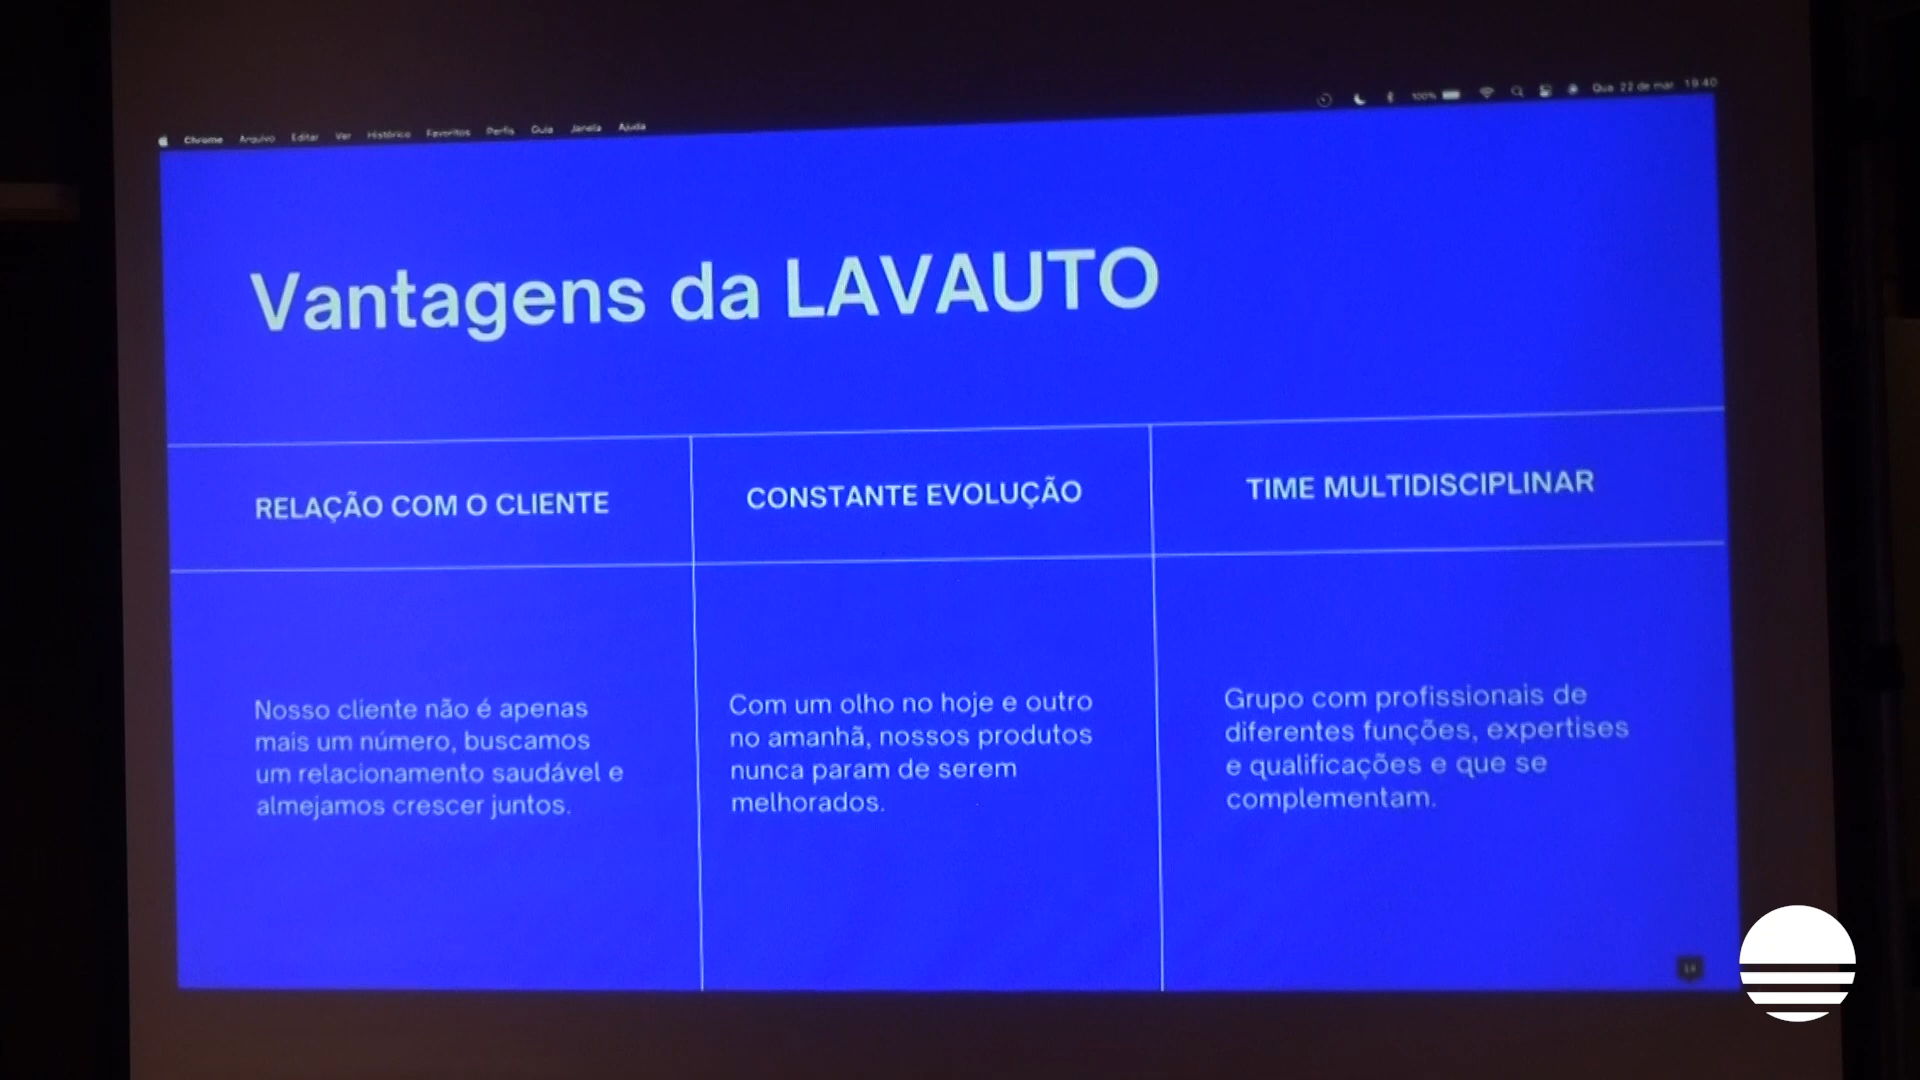 Chrome Arquivo Editar Ver Histórico Favoritos Perfis Guia Janela Ajuda
100% Qua 22 de mar 19:40
Vantagens da LAVAUTO
RELAÇÃO COM O CLIENTE
CONSTANTE EVOLUÇÃO
TIME MULTIDISCIPLINAR
Nosso cliente não é apenas
mais um número, buscamos
um relacionamento saudável e
almejamos crescer juntos.
Com um olho no hoje e outro
no amanhã, nossos produtos
nunca param de serem
melhorados.
Grupo com profissionais de
diferentes funções, expertises
e qualificações e que se
complementam.